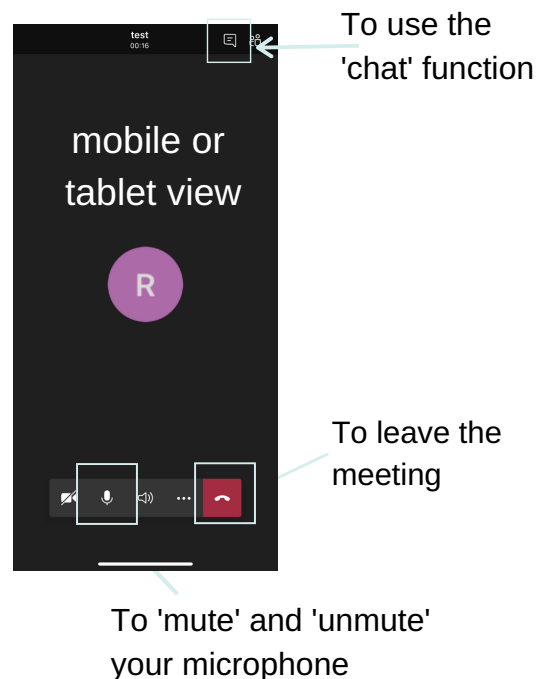 To use the
'chat' function
test
00:16
mobile or
tablet view
R
To leave the
meeting
To 'mute' and 'unmute'
your microphone